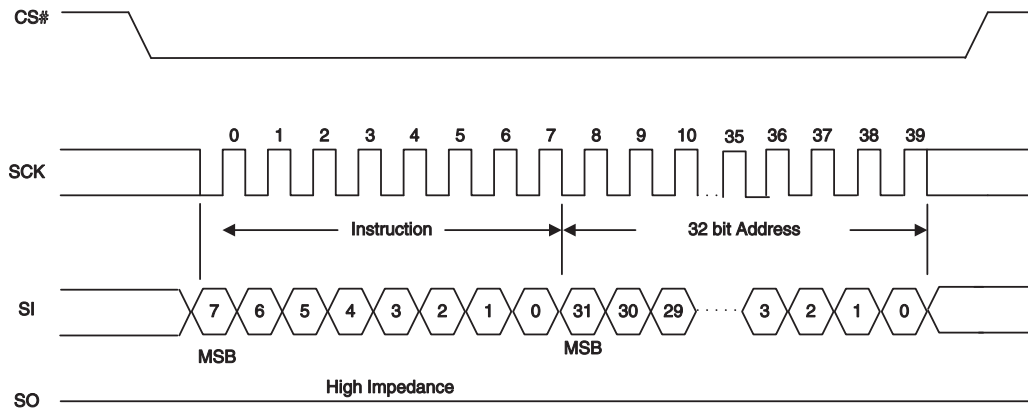 CS#
0 1 2 3 4 5 6 7 8 9 10 35 36 37 38 39
SCK
Instruction 32 bit Address
SI 7 6 5 4 3 2 1 0 31 30 29 3 2 1 0
MSB MSB
High Impedance
SO